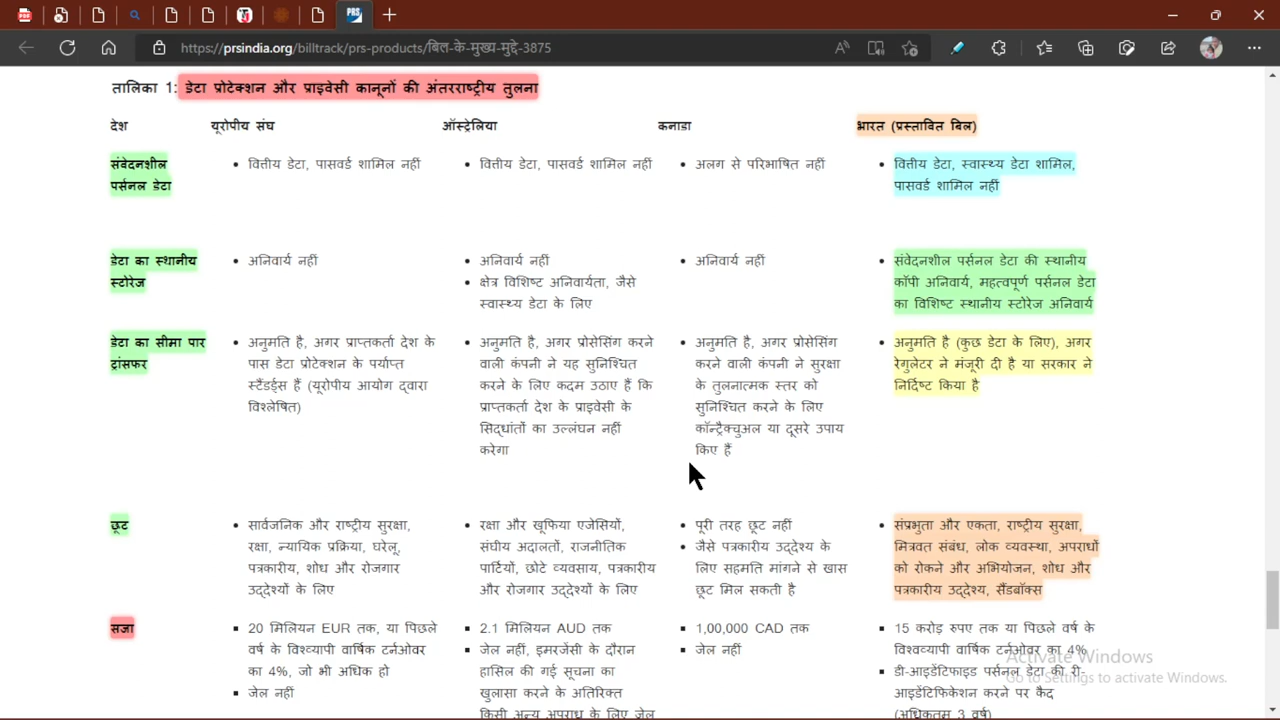 https://prsindia.org/billtrack/prs-products/बिल-के-मुख्य-मुद्दे-3875
तालिका 1: डेटा प्रोटेक्शन और प्राइवेसी कानूनों की अंतरराष्ट्रीय तुलना
देश यूरोपीय संघ ऑस्ट्रेलिया कनाडा भारत (प्रस्तावित बिल)
संवेदनशील • वित्तीय डेटा, पासवर्ड शामिल नहीं • वित्तीय डेटा, पासवर्ड शामिल नहीं • अलग से परिभाषित नहीं • वित्तीय डेटा, स्वास्थ्य डेटा शामिल,
पर्सनल डेटा पासवर्ड शामिल नहीं
डेटा का स्थानीय • अनिवार्य नहीं • अनिवार्य नहीं • अनिवार्य नहीं • संवेदनशील पर्सनल डेटा की स्थानीय
स्टोरेज • क्षेत्र विशिष्ट अनिवार्यता, जैसे कॉपी अनिवार्य, महत्वपूर्ण पर्सनल डेटा
स्वास्थ्य डेटा के लिए का विशिष्ट स्थानीय स्टोरेज अनिवार्य
डेटा का सीमा पार • अनुमति है, अगर प्राप्तकर्ता देश के • अनुमति है, अगर प्रोसेसिंग करने • अनुमति है, अगर प्रोसेसिंग • अनुमति है (कुछ डेटा के लिए), अगर
ट्रांसफर पास डेटा प्रोटेक्शन के पर्याप्त वाली कंपनी ने यह सुनिश्चित करने वाली कंपनी ने सुरक्षा रेगुलेटर ने मंजूरी दी है या सरकार ने
स्टैंडर्ड्स हैं (यूरोपीय आयोग द्वारा करने के लिए कदम उठाए हैं कि के तुलनात्मक स्तर को निर्दिष्ट किया है
विश्लेषित) प्राप्तकर्ता देश के प्राइवेसी के सुनिश्चित करने के लिए
सिद्धांतों का उल्लंघन नहीं कॉन्ट्रैक्चुअल या दूसरे उपाय
करेगा किए हैं
छूट • सार्वजनिक और राष्ट्रीय सुरक्षा, • रक्षा और खूफिया एजेंसियों, • पूरी तरह छूट नहीं • संप्रभुता और एकता, राष्ट्रीय सुरक्षा,
रक्षा, न्यायिक प्रक्रिया, घरेलू, संघीय अदालतों, राजनीतिक • जैसे पत्रकारीय उद्देश्य के मित्रवत संबंध, लोक व्यवस्था, अपराधों
पत्रकारीय, शोध और रोजगार पार्टियों, छोटे व्यवसाय, पत्रकारीय लिए सहमति मांगने से खास को रोकने और अभियोजन, शोध और
उद्देश्यों के लिए और रोजगार उद्देश्यों के लिए छूट मिल सकती है पत्रकारीय उद्देश्य, सैंडबॉक्स
सजा ▪ 20 मिलियन EUR तक, या पिछले ▪ 2.1 मिलियन AUD तक ▪ 1,00,000 CAD तक ▪ 15 करोड़ रुपए तक या पिछले वर्ष के
वर्ष के विश्व्यापी वार्षिक टर्नओवर ▪ जेल नहीं, इमरजेंसी के दौरान ▪ जेल नहीं विश्वव्यापी वार्षिक टर्नओवर का 4%
का 4%, जो भी अधिक हो हासिल की गई सूचना का ▪ डी-आइडेंटिफाइड पर्सनल डेटा की री-
▪ जेल नहीं खुलासा करने के अतिरिक्त आइडेंटिफिकेशन करने पर कैद
किसी अन्य अपराध के लिए जेल (अधिकतम 3 वर्ष)
Activate Windows
Go to Settings to activate Windows.